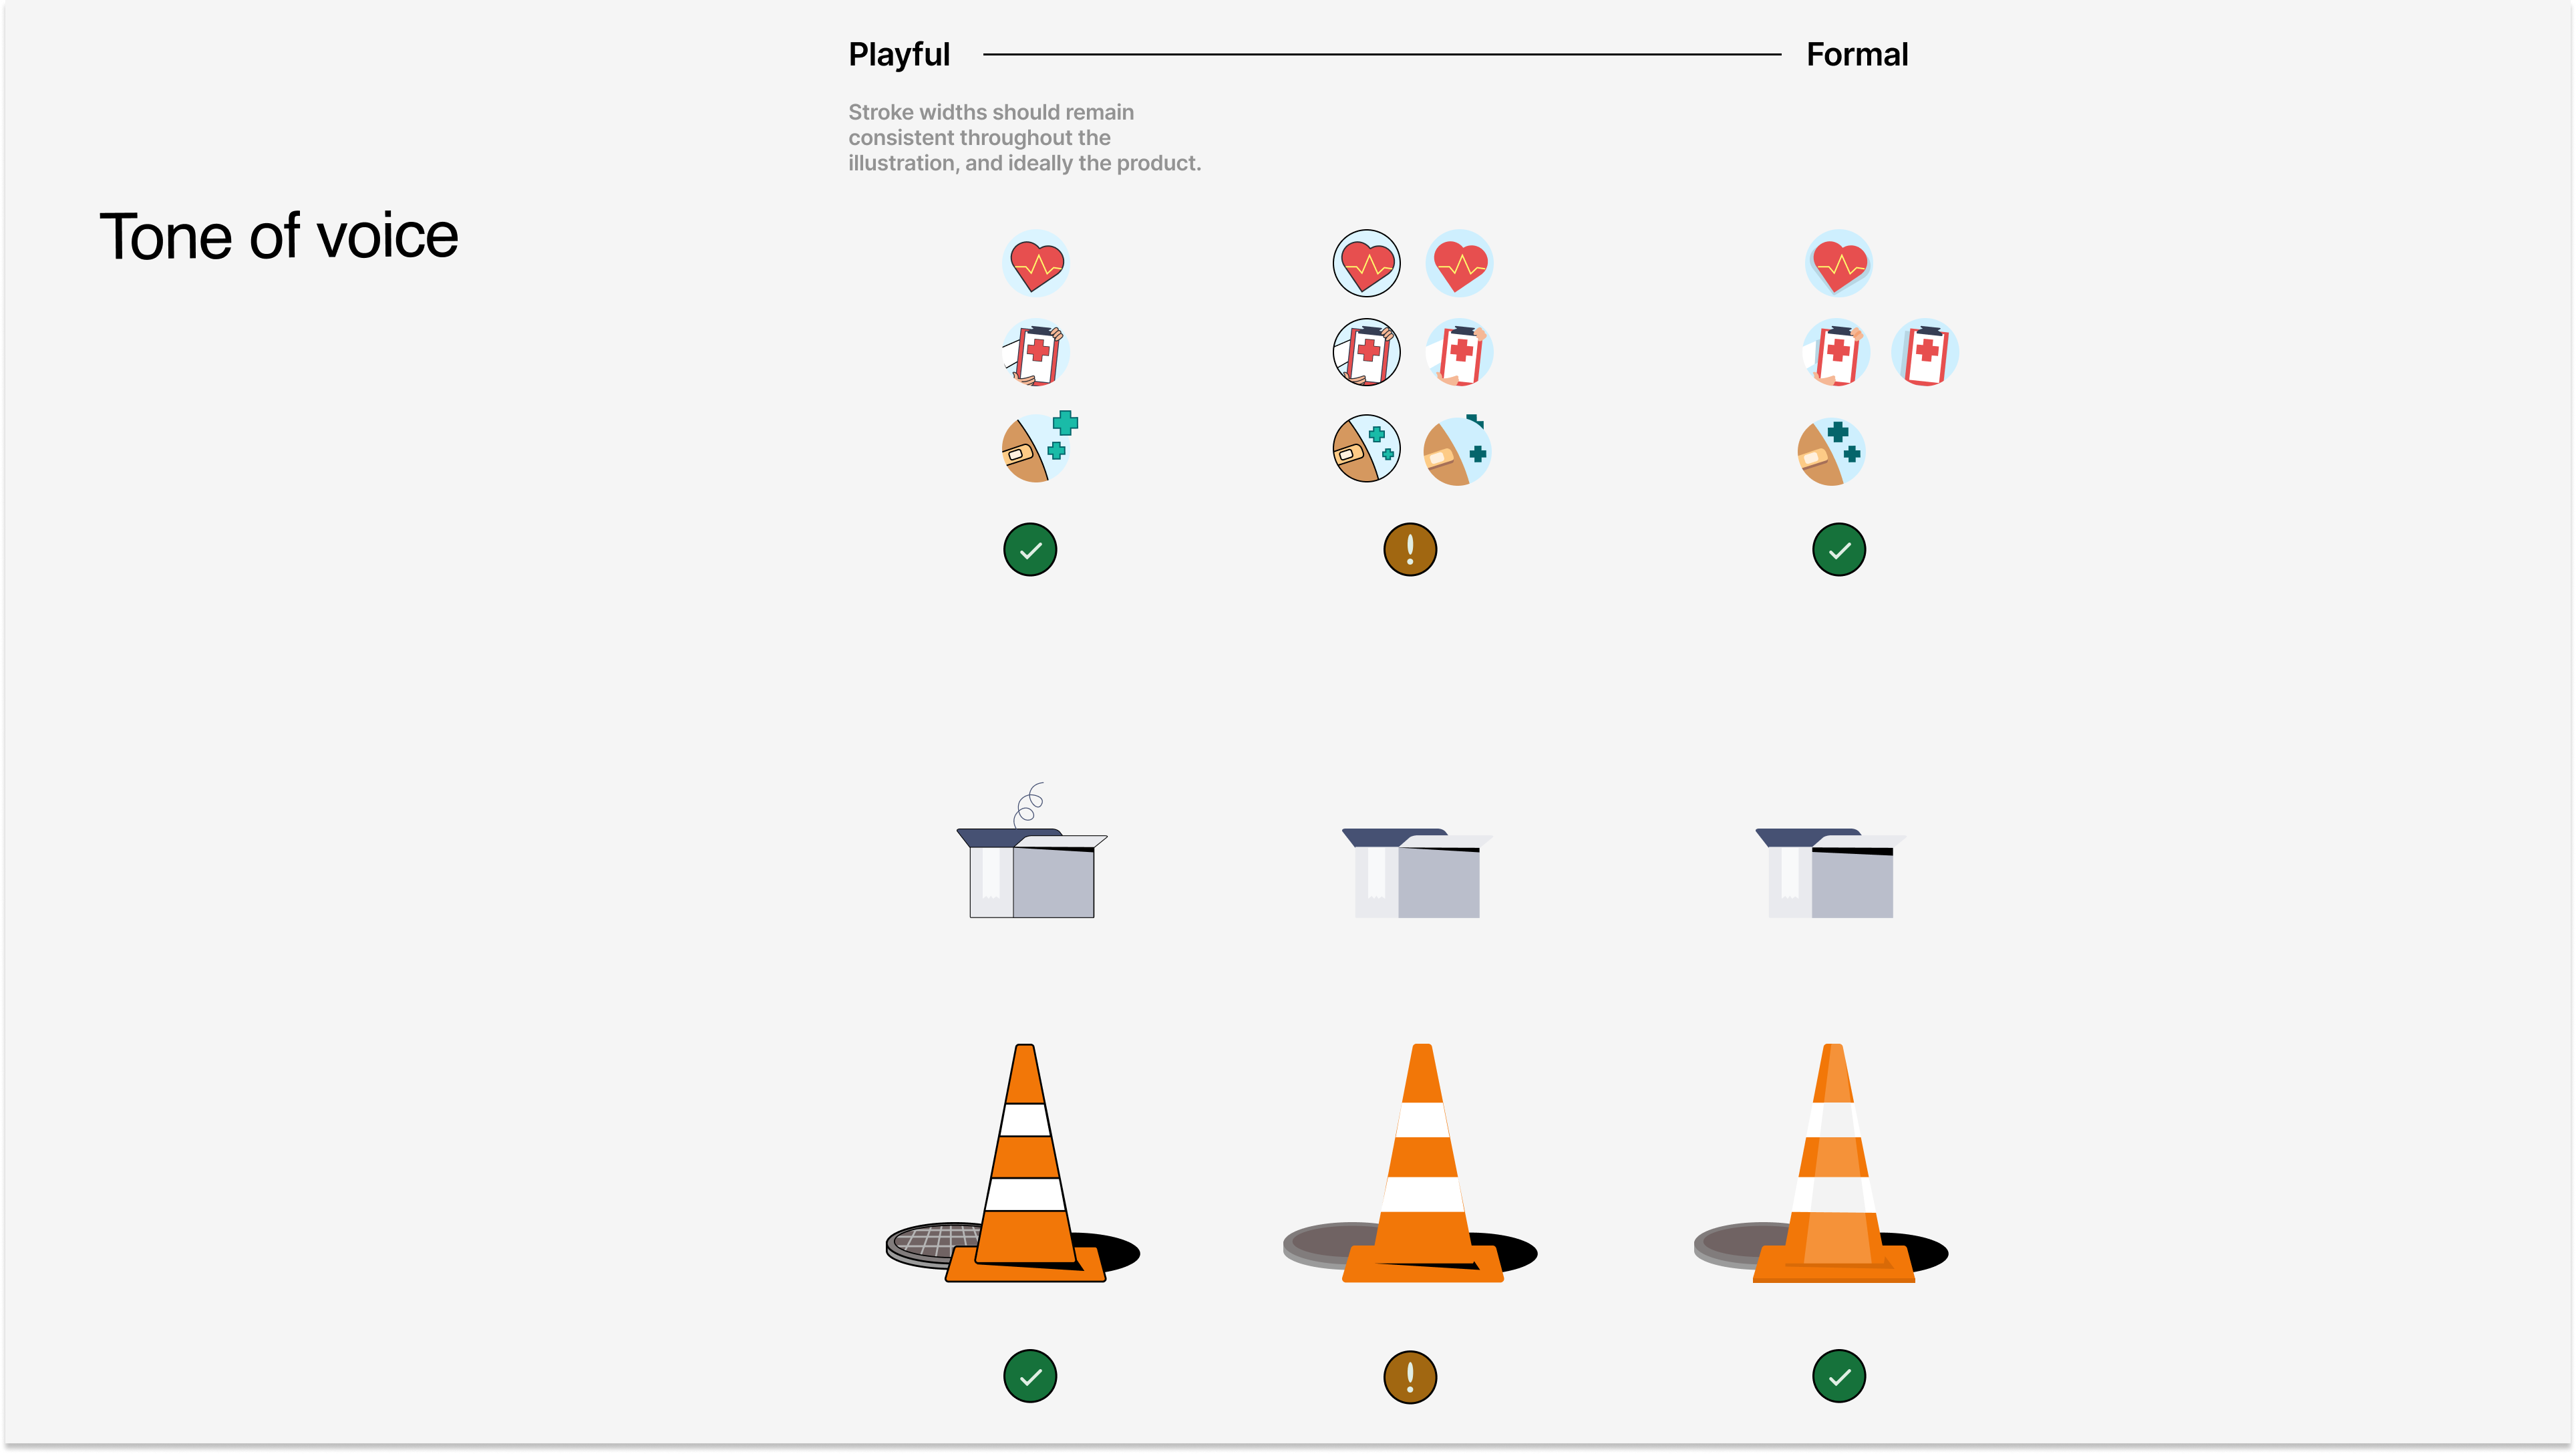 Playful
Formal
Stroke widths should remain
consistent throughout the
illustration, and ideally the product.
Tone of voice